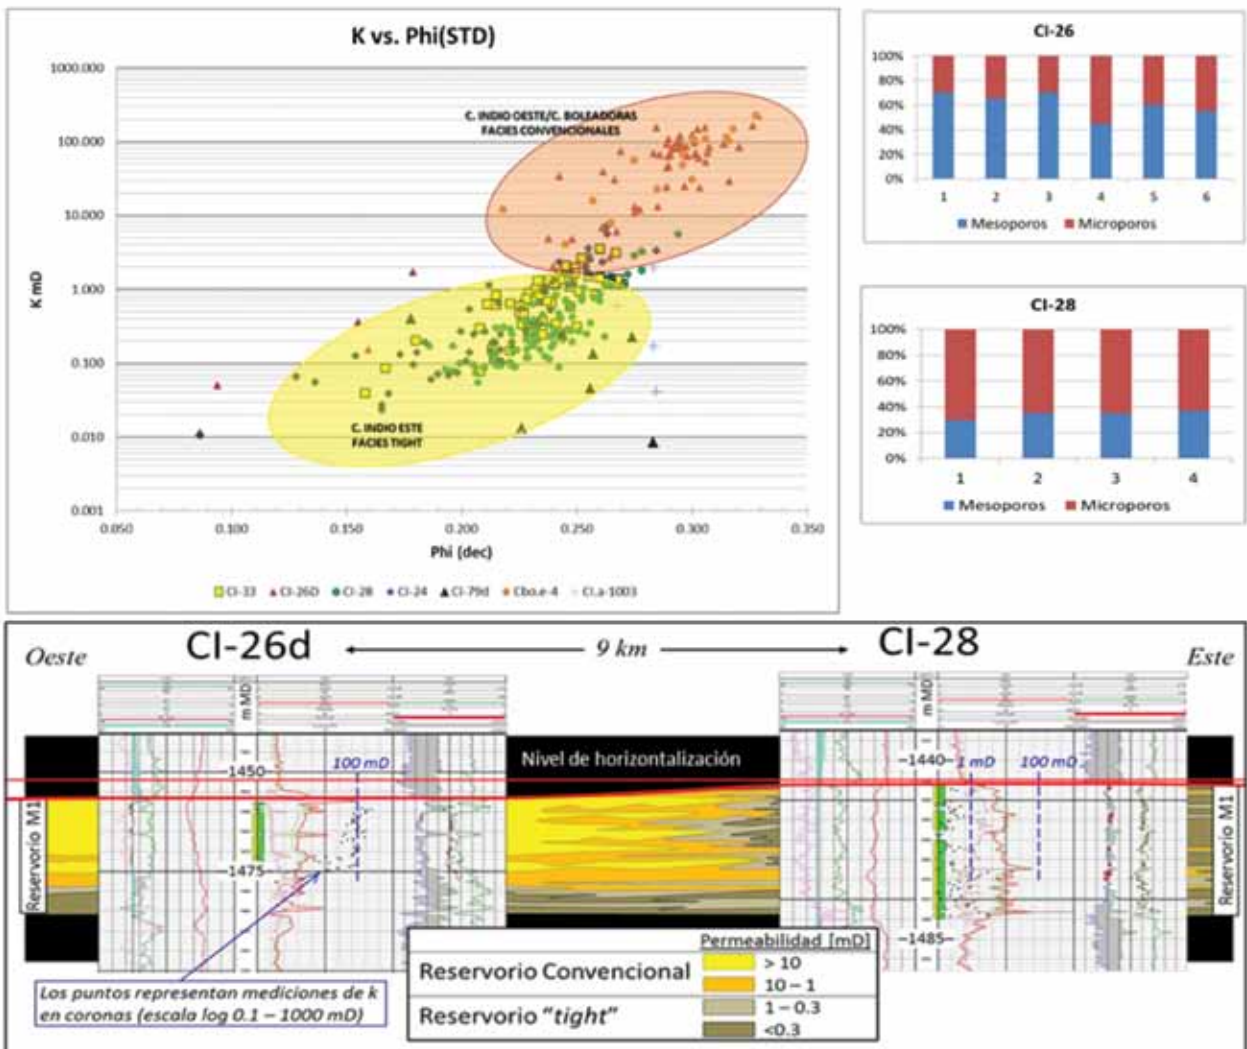 K vs. Phi(STD)
1000.000
100.000
10.000
1.000
0.100
0.010
0.001
K mD
C. INDIO OESTE/C. BOLEADORAS
FACIES CONVENCIONALES
C. INDIO ESTE
FACIES TIGHT
0.050 0.100 0.150 0.200 0.250 0.300 0.350
Phi (dec)
CI-33 CI-26D CI-28 CI-24 CI-79d Cbo.e-4 CI.a-1003
CI-26
100%
80%
60%
40%
20%
0%
1 2 3 4 5 6
Mesoporos Microporos
CI-28
100%
80%
60%
40%
20%
0%
1 2 3 4
Mesoporos Microporos
Oeste CI-26d 9 km CI-28 Este
m MD
m MD
Nivel de horizontalización
1450
100 mD
1440
1 mD
100 mD
Reservorio M1
Reservorio M1
1475
1485
Los puntos representan mediciones de k
en coronas (escala log 0.1 – 1000 mD)
Permeabilidad [mD]
Reservorio Convencional
> 10
10 – 1
Reservorio "tight"
1 – 0.3
<0.3